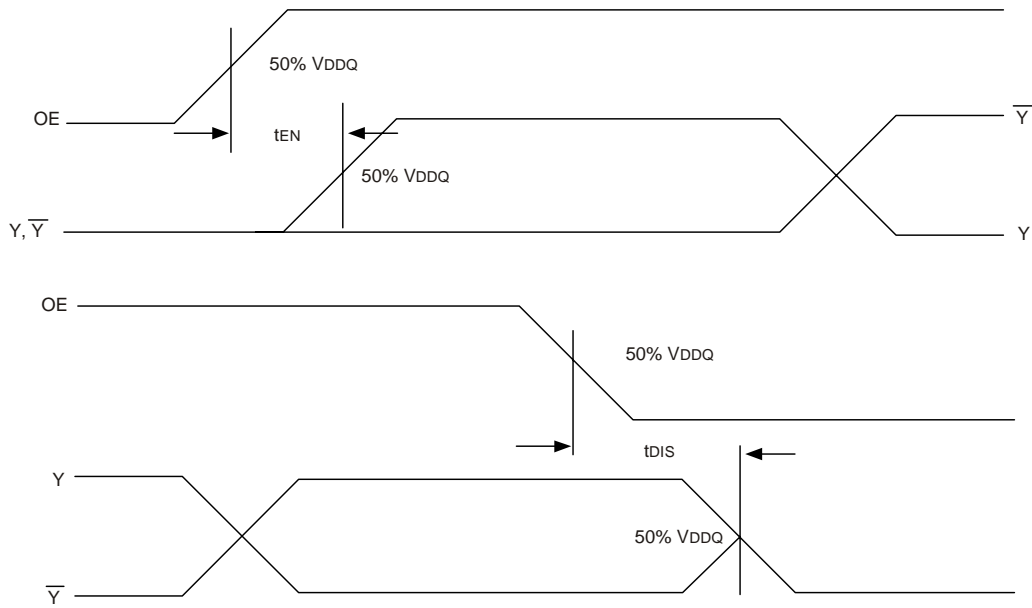 50% VDDQ
OE
tEN
Y̅
50% VDDQ
Y, Y̅
Y
OE
50% VDDQ
tDIS
Y
50% VDDQ
Y̅